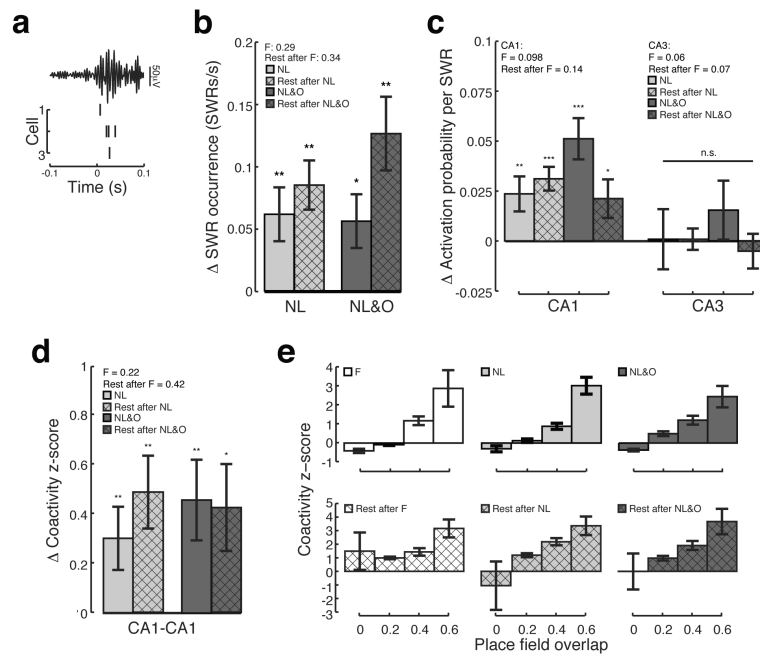 a
50μV
Cell
1
3
-0.1
0.0
0.1
Time (s)
b
Δ SWR occurrence (SWRs/s)
0.2
0.15
0.1
0.05
0
F: 0.29
Rest after F: 0.34
NL
Rest after NL
NL&O
Rest after NL&O
**
**
*
**
NL
NL&O
c
Δ Activation probability per SWR
0.1
0.075
0.05
0.025
0
-0.025
CA1:
F = 0.098
Rest after F = 0.14
CA3:
F = 0.06
Rest after F = 0.07
NL
Rest after NL
NL&O
Rest after NL&O
**
***
***
*
n.s.
CA1
CA3
d
Δ Coactivity z-score
1
0.8
0.6
0.4
0.2
0
F = 0.22
Rest after F = 0.42
NL
Rest after NL
NL&O
Rest after NL&O
**
**
**
*
CA1-CA1
e
Coactivity z-score
4
3
2
1
0
-1
F
NL
NL&O
5
4
3
2
1
0
-1
-2
-3
Rest after F
Rest after NL
Rest after NL&O
0 0.2 0.4 0.6
0 0.2 0.4 0.6
0 0.2 0.4 0.6
Place field overlap